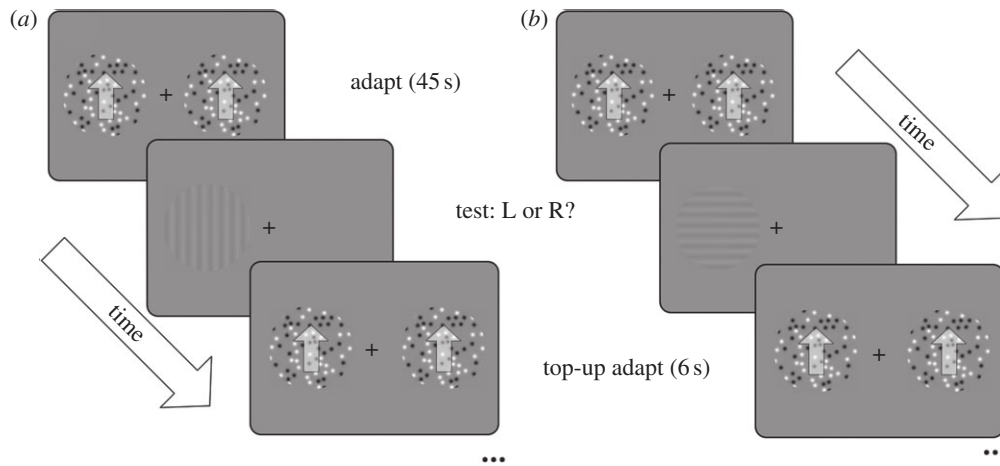 (a)
(b)
adapt (45 s)
time
test: L or R?
time
top-up adapt (6 s)
...
...